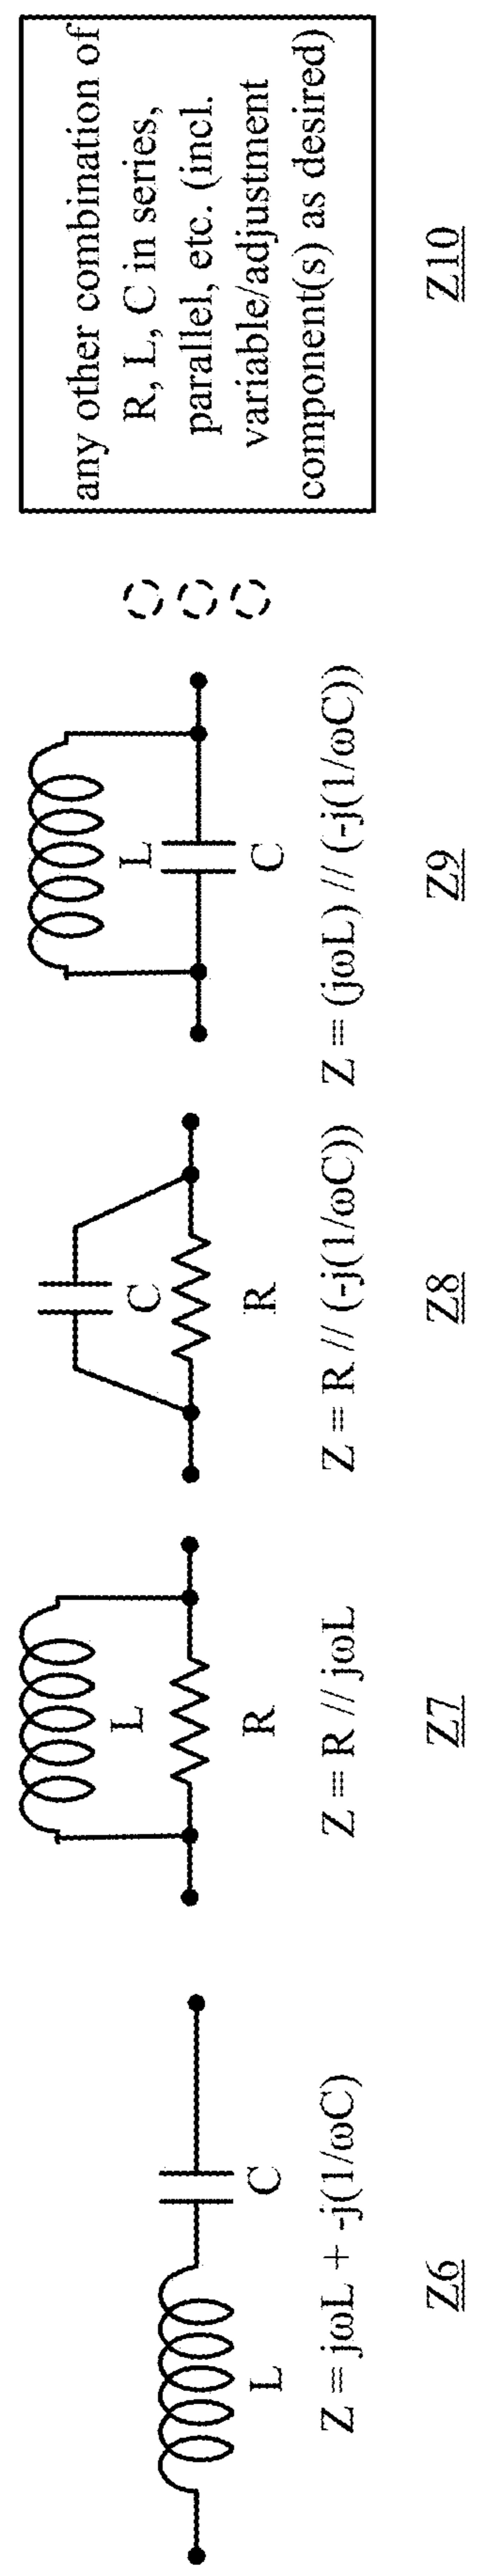 L
C
Z = jωL + -j(1/ωC)
Z6
L
R
Z = R // jωL
Z7
C
R
Z = R // (-j(1/ωC))
Z8
L
C
Z = (jωL) // (-j(1/ωC))
Z9
any other combination of
R, L, C in series,
parallel, etc. (incl.
variable/adjustment
component(s) as desired)
Z10